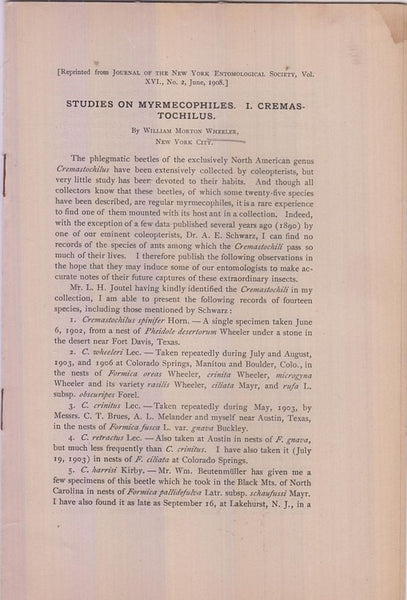 [Reprinted from JOURNAL OF THE NEW YORK ENTOMOLOGICAL SOCIETY, Vol.
XVI., No. 2, June, 1908.]
STUDIES ON MYRMECOPHILES. I. CREMAS-
TOCHILUS.
By WILLIAM MORTON WHEELER,
NEW YORK CITY.
The phlegmatic beetles of the exclusively North American genus
Cremastochilus have been extensively collected by coleopterists, but
very little study has been devoted to their habits. And though all
collectors know that these beetles, of which some twenty-five species
have been described, are regular myrmecophiles, it is a rare experience
to find one of them mounted with its host ant in a collection. Indeed,
with the exception of a few data published several years ago (1890) by
one of our eminent coleopterists, Dr. A. E. Schwarz, I can find no
records of the species of ants among which the Cremastochili pass so
much of their lives. I therefore publish the following observations in
the hope that they may induce some of our entomologists to make ac-
curate notes of their future captures of these extraordinary insects.
Mr. L. H. Joutel having kindly identified the Cremastochili in my
collection, I am able to present the following records of fourteen
species, including those mentioned by Schwarz:
1. Cremastochilus spinifer Horn. — A single specimen taken June
6, 1902, from a nest of Pheidole desertorum Wheeler under a stone in
the desert near Fort Davis, Texas.
2. C. wheeleri Lec. — Taken repeatedly during July and August,
1903, and 1906 at Colorado Springs, Manitou and Boulder, Colo., in
the nests of Formica oreas Wheeler, crinita Wheeler, microgyna
Wheeler and its variety rasilis Wheeler, ciliata Mayr, and rufa L.
subsp. obscuripes Forel.
3. C. crinitus Lec. — Taken repeatedly during May, 1903, by
Messrs. C. T. Brues, A. L. Melander and myself near Austin, Texas,
in the nests of Formica fusca L. var. gnava Buckley.
4. C. retractus Lec. — Also taken at Austin in nests of F. gnava,
but much less frequently than C. crinitus. I have also taken it (July
19, 1903) in nests of F. ciliata at Colorado Springs.
5. C. harrisi Kirby. — Mr. Wm. Beutenmüller has given me a
few specimens of this beetle which he took in the Black Mts. of North
Carolina in nests of Formica pallidefulva Latr. subsp. schaufussi Mayr.
I have also found it as late as September 16, at Lakehurst, N. J., in a